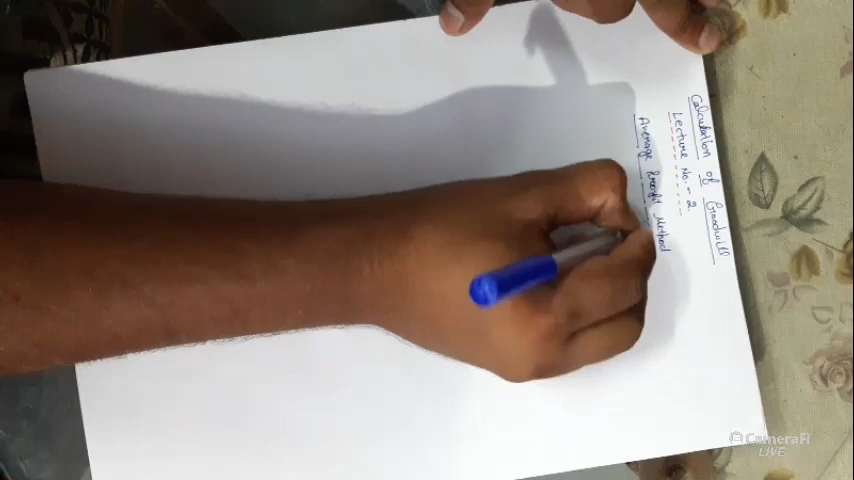 Calculation of Goodwill
Lecture No. - 2.
Average Profit Method
CameraFi
LIVE